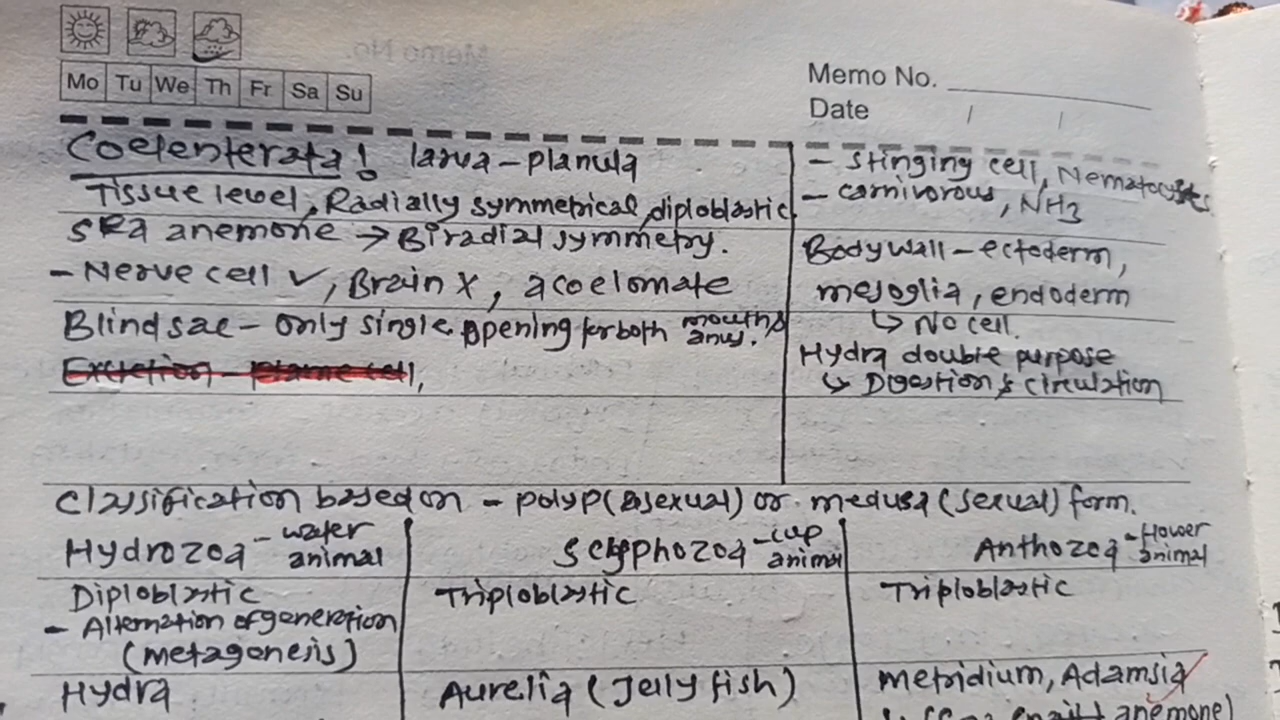 Mo Tu We Th Fr Sa Su
Memo No.
Date / /
Coelenterata! larva - planula
Tissue level, Radially symmetrical, diploblastic
sea anemone → Biradial symmetry.
- Nerve cell ✓, Brain X, acoelomate
Blind sac - only single opening for both mouth &
anus.
Excretion - flame cell,
- stinging cell, Nematocysts
- carnivorous, NH3
Body wall - ectoderm,
mesoglia, endoderm
↳ No cell.
Hydra double purpose
↳ Digestion & circulation
Classification based on - polyp (asexual) or medusa (sexual) form.
Hydrozoa - water
animal
Scyphozoa - cup
animal
Anthozoa - flower
animal
Diploblastic
- Alternation of generation
(metagenesis)
Triploblastic
Triploblastic
Hydra
Aurelia (Jelly fish)
Metridium, Adamsia
anemone)